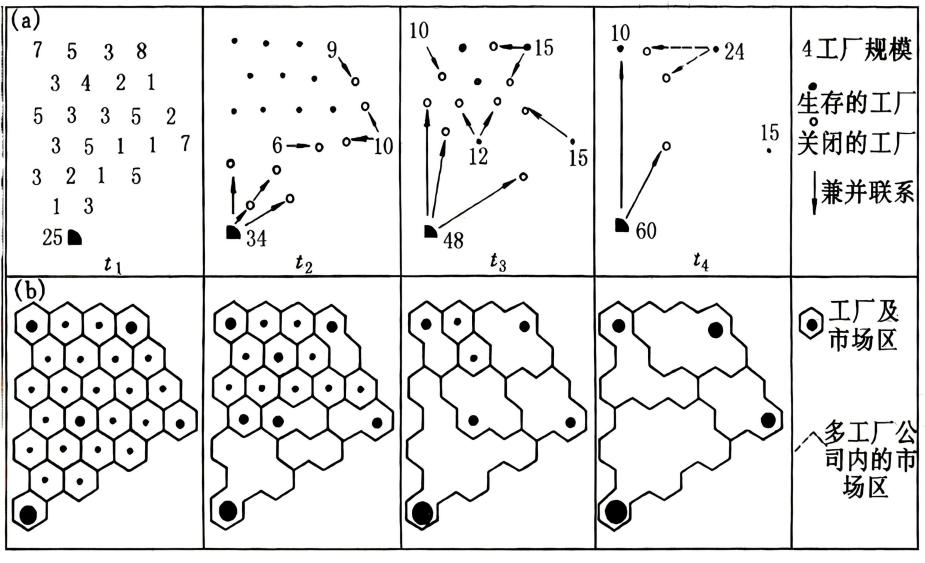 (a)
7 5 3 8
3 4 2 1
5 3 3 5 2
3 5 1 1 7
3 2 1 5
1 3
25
t1
9
6
10
34
t2
10
15
12
15
48
t3
10
24
15
60
t4
4工厂规模
生存的工厂
关闭的工厂
兼并联系
(b)
工厂及
市场区
多工厂公
司内的市
场区